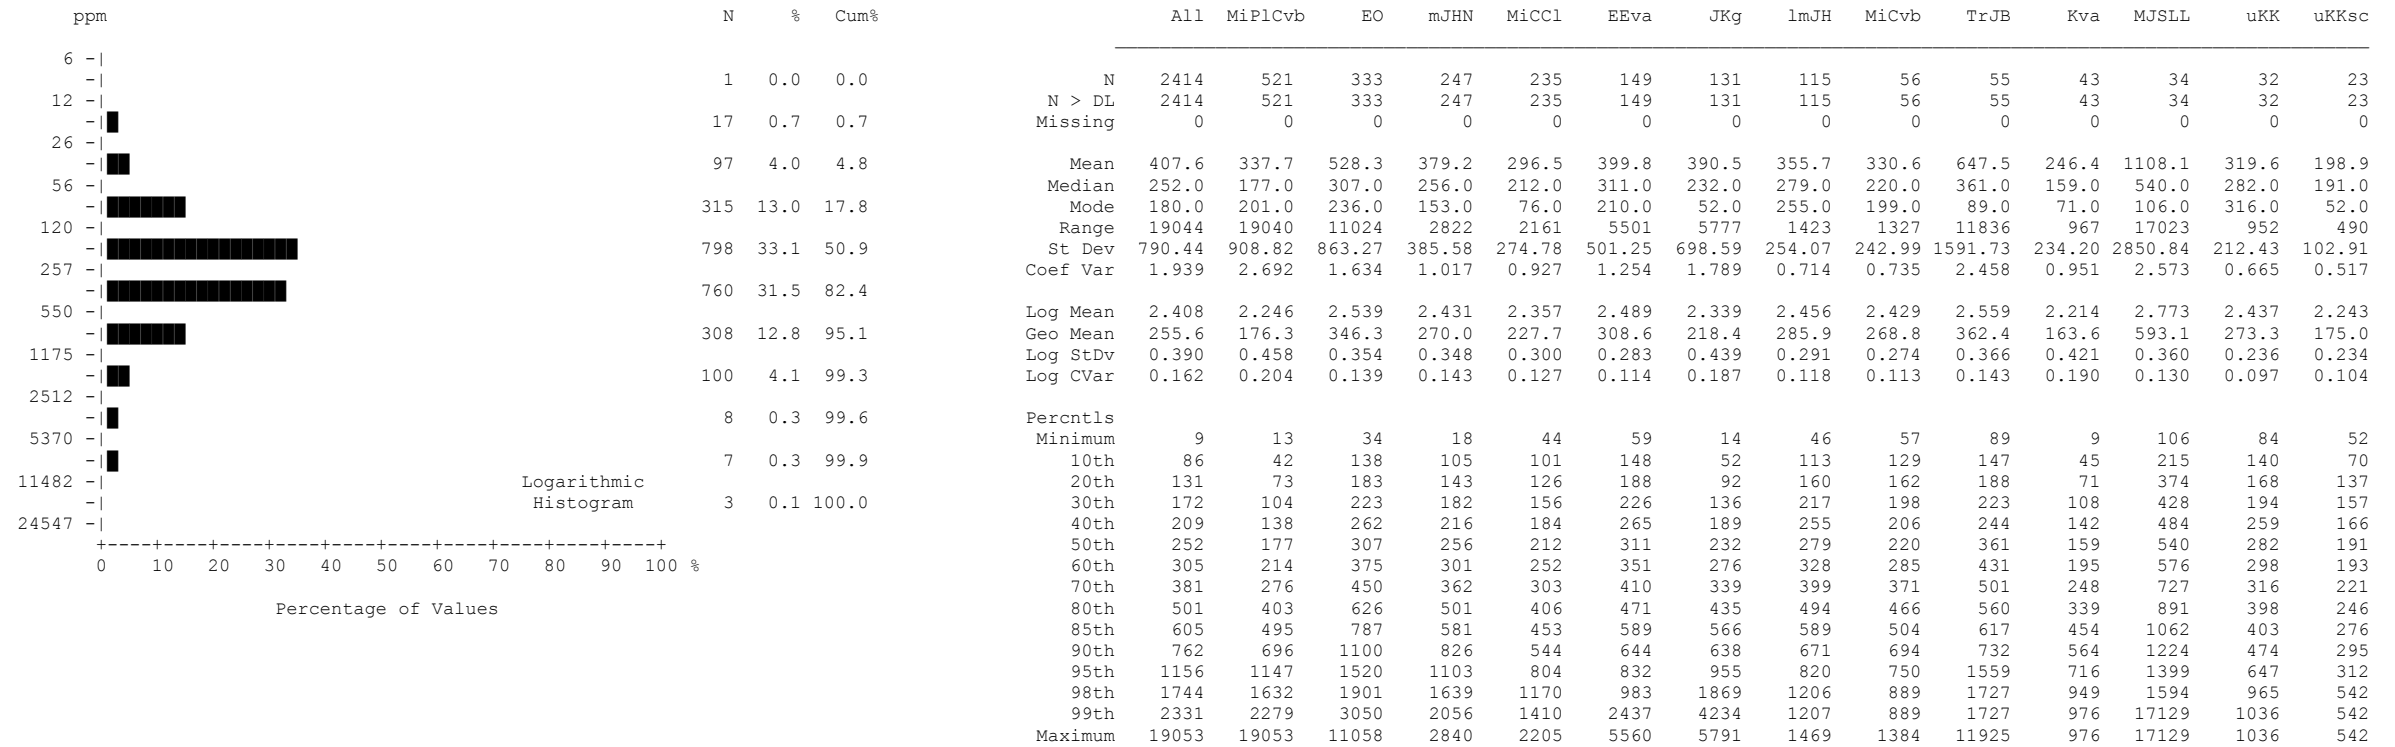 ppm N % Cum% All MiPlCvb EO mJHN MiCCl EEva JKg lmJH MiCvb TrJB Kva MJSLL uKK uKKsc
6 -|
-| 1 0.0 0.0 N 2414 521 333 247 235 149 131 115 56 55 43 34 32 23
12 -| N > DL 2414 521 333 247 235 149 131 115 56 55 43 34 32 23
-| 17 0.7 0.7 Missing 0 0 0 0 0 0 0 0 0 0 0 0 0 0
26 -|
-| 97 4.0 4.8 Mean 407.6 337.7 528.3 379.2 296.5 399.8 390.5 355.7 330.6 647.5 246.4 1108.1 319.6 198.9
56 -| Median 252.0 177.0 307.0 256.0 212.0 311.0 232.0 279.0 220.0 361.0 159.0 540.0 282.0 191.0
-| 315 13.0 17.8 Mode 180.0 201.0 236.0 153.0 76.0 210.0 52.0 255.0 199.0 89.0 71.0 106.0 316.0 52.0
120 -| Range 19044 19040 11024 2822 2161 5501 5777 1423 1327 11836 967 17023 952 490
-| 798 33.1 50.9 St Dev 790.44 908.82 863.27 385.58 274.78 501.25 698.59 254.07 242.99 1591.73 234.20 2850.84 212.43 102.91
257 -| Coef Var 1.939 2.692 1.634 1.017 0.927 1.254 1.789 0.714 0.735 2.458 0.951 2.573 0.665 0.517
-| 760 31.5 82.4
550 -| Log Mean 2.408 2.246 2.539 2.431 2.357 2.489 2.339 2.456 2.429 2.559 2.214 2.773 2.437 2.243
-| 308 12.8 95.1 Geo Mean 255.6 176.3 346.3 270.0 227.7 308.6 218.4 285.9 268.8 362.4 163.6 593.1 273.3 175.0
1175 -| Log StDv 0.390 0.458 0.354 0.348 0.300 0.283 0.439 0.291 0.274 0.366 0.421 0.360 0.236 0.234
-| 100 4.1 99.3 Log CVar 0.162 0.204 0.139 0.143 0.127 0.114 0.187 0.118 0.113 0.143 0.190 0.130 0.097 0.104
2512 -|
-| 8 0.3 99.6 Percntls
5370 -| Minimum 9 13 34 18 44 59 14 46 57 89 9 106 84 52
-| 7 0.3 99.9 10th 86 42 138 105 101 148 52 113 129 147 45 215 140 70
11482 -| Logarithmic 20th 131 73 183 143 126 188 92 160 162 188 71 374 168 137
-| Histogram 3 0.1 100.0 30th 172 104 223 182 156 226 136 217 198 223 108 428 194 157
24547 -| 40th 209 138 262 216 184 265 189 255 206 244 142 484 259 166
+----+----+----+----+----+----+----+----+----+----+ 50th 252 177 307 256 212 311 232 279 220 361 159 540 282 191
0 10 20 30 40 50 60 70 80 90 100 % 60th 305 214 375 301 252 351 276 328 285 431 195 576 298 193
70th 381 276 450 362 303 410 339 399 371 501 248 727 316 221
Percentage of Values 80th 501 403 626 501 406 471 435 494 466 560 339 891 398 246
85th 605 495 787 581 453 589 566 589 504 617 454 1062 403 276
90th 762 696 1100 826 544 644 638 671 694 732 564 1224 474 295
95th 1156 1147 1520 1103 804 832 955 820 750 1559 716 1399 647 312
98th 1744 1632 1901 1639 1170 983 1869 1206 889 1727 949 1594 965 542
99th 2331 2279 3050 2056 1410 2437 4234 1207 889 1727 976 17129 1036 542
Maximum 19053 19053 11058 2840 2205 5560 5791 1469 1384 11925 976 17129 1036 542